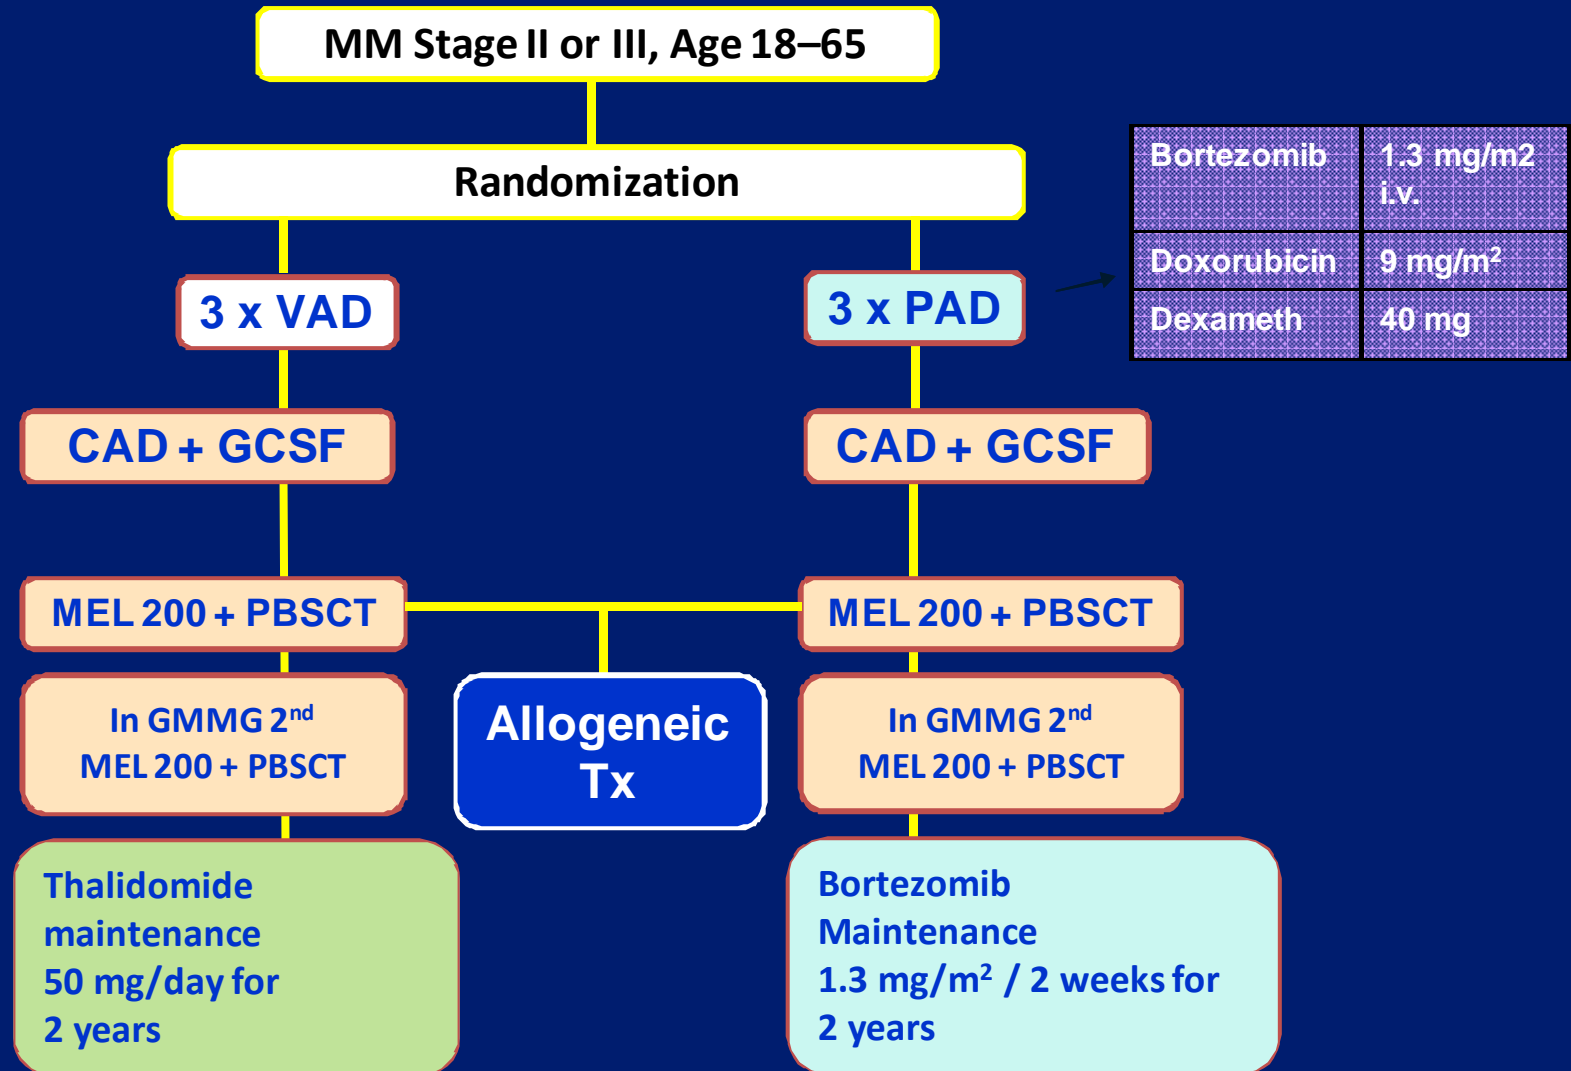 MM Stage II or III, Age 18–65
Randomization
3 x VAD
3 x PAD
Bortezomib
1.3 mg/m2
i.v.
Doxorubicin
9 mg/m²
Dexameth
40 mg
CAD + GCSF
CAD + GCSF
MEL 200 + PBSCT
MEL 200 + PBSCT
In GMMG 2nd
MEL 200 + PBSCT
Allogeneic
Tx
In GMMG 2nd
MEL 200 + PBSCT
Thalidomide
maintenance
50 mg/day for
2 years
Bortezomib
Maintenance
1.3 mg/m² / 2 weeks for
2 years